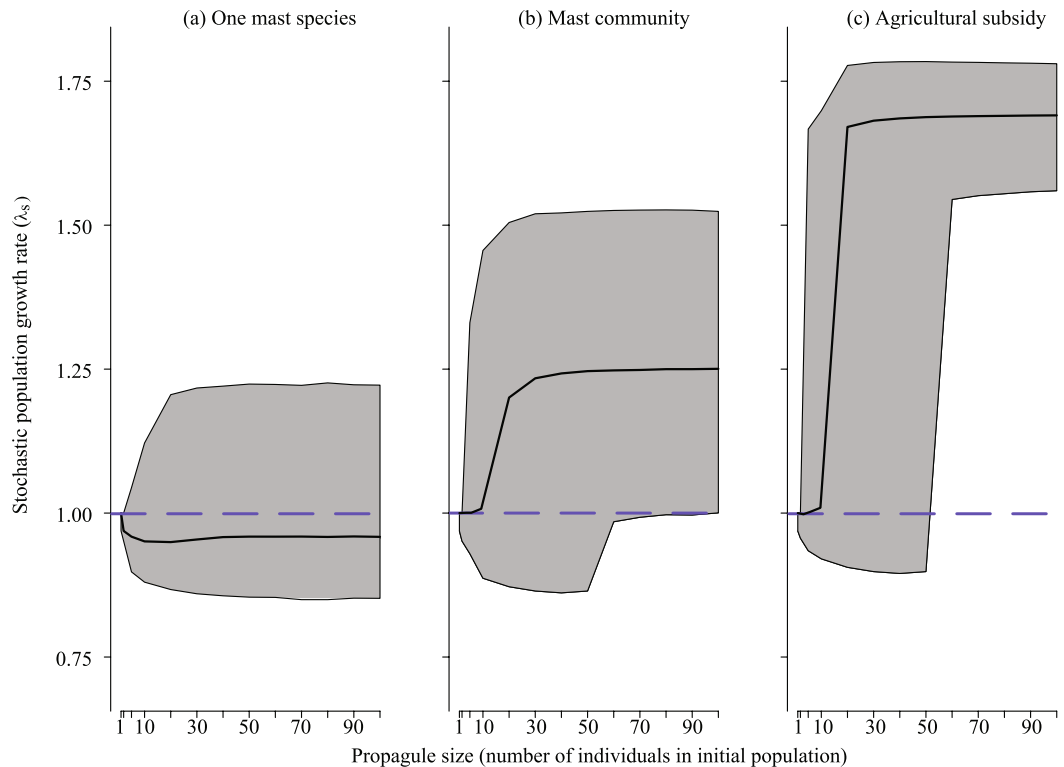 (a) One mast species
(b) Mast community
(c) Agricultural subsidy
Stochastic population growth rate (λs)
1.75
1.50
1.25
1.00
0.75
1 10 30 50 70 90
1 10 30 50 70 90
1 10 30 50 70 90
Propagule size (number of individuals in initial population)